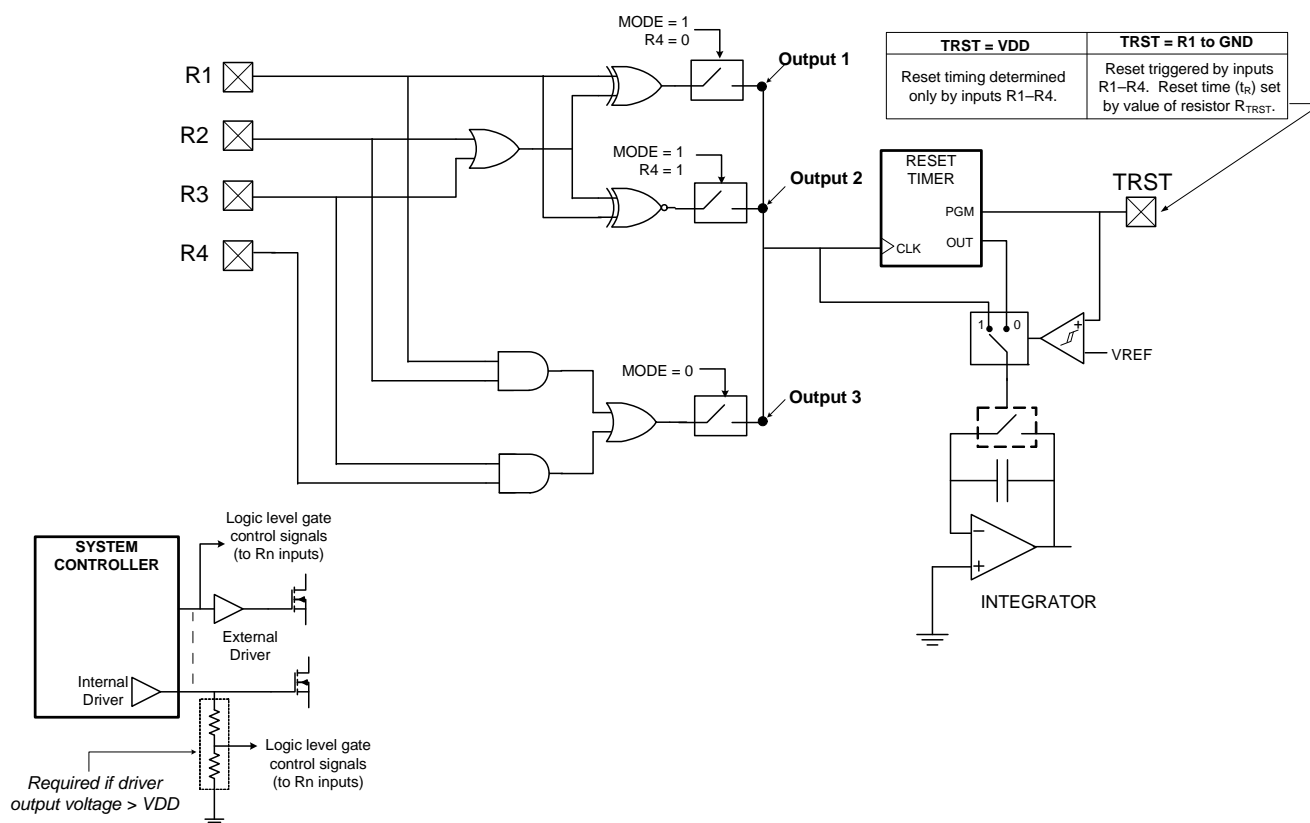 MODE = 1
R4 = 0
Output 1
R1
R2
R3
R4
MODE = 1
R4 = 1
Output 2
MODE = 0
Output 3
TRST = VDD
TRST = R1 to GND
Reset timing determined
only by inputs R1–R4.
Reset triggered by inputs
R1–R4. Reset time (tR) set
by value of resistor RTRST.
RESET
TIMER
PGM
OUT
CLK
TRST
1
0
+
VREF
−
+
INTEGRATOR
SYSTEM
CONTROLLER
Logic level gate
control signals
(to Rn inputs)
External
Driver
Internal
Driver
Logic level gate
control signals
(to Rn inputs)
Required if driver
output voltage > VDD